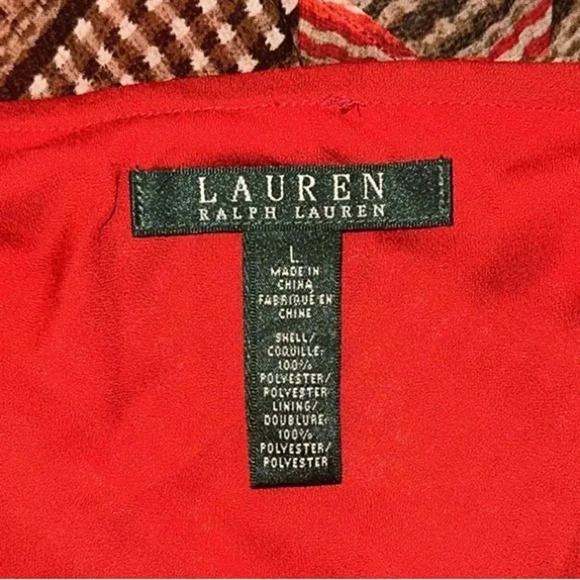 LAUREN
RALPH LAUREN
L
MADE IN
CHINA
FABRIQUÉ EN
CHINE
SHELL/
COQUILLE:
100%
POLYESTER/
POLYESTER
LINING/
DOUBLURE:
100%
POLYESTER/
POLYESTER